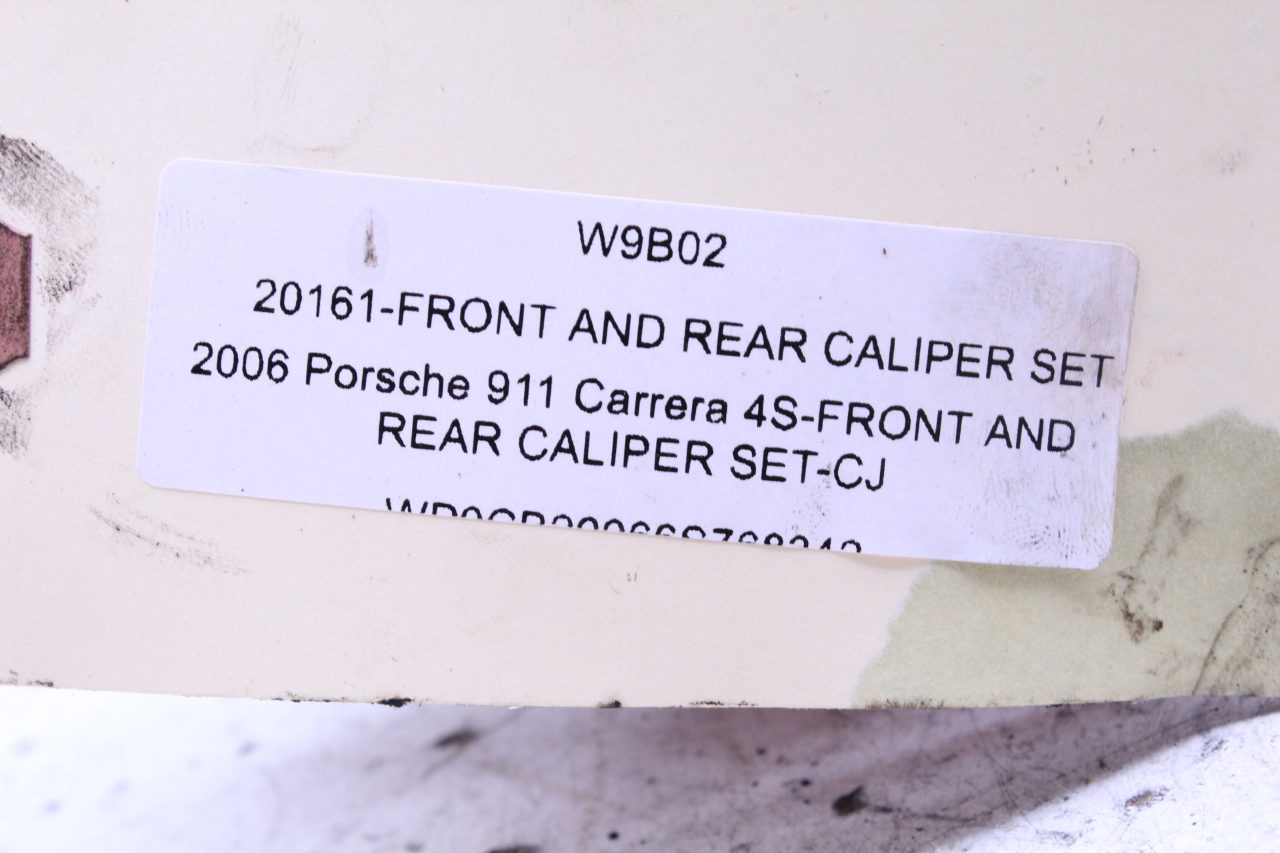 W9B02
20161-FRONT AND REAR CALIPER SET
2006 Porsche 911 Carrera 4S-FRONT AND
REAR CALIPER SET-CJ